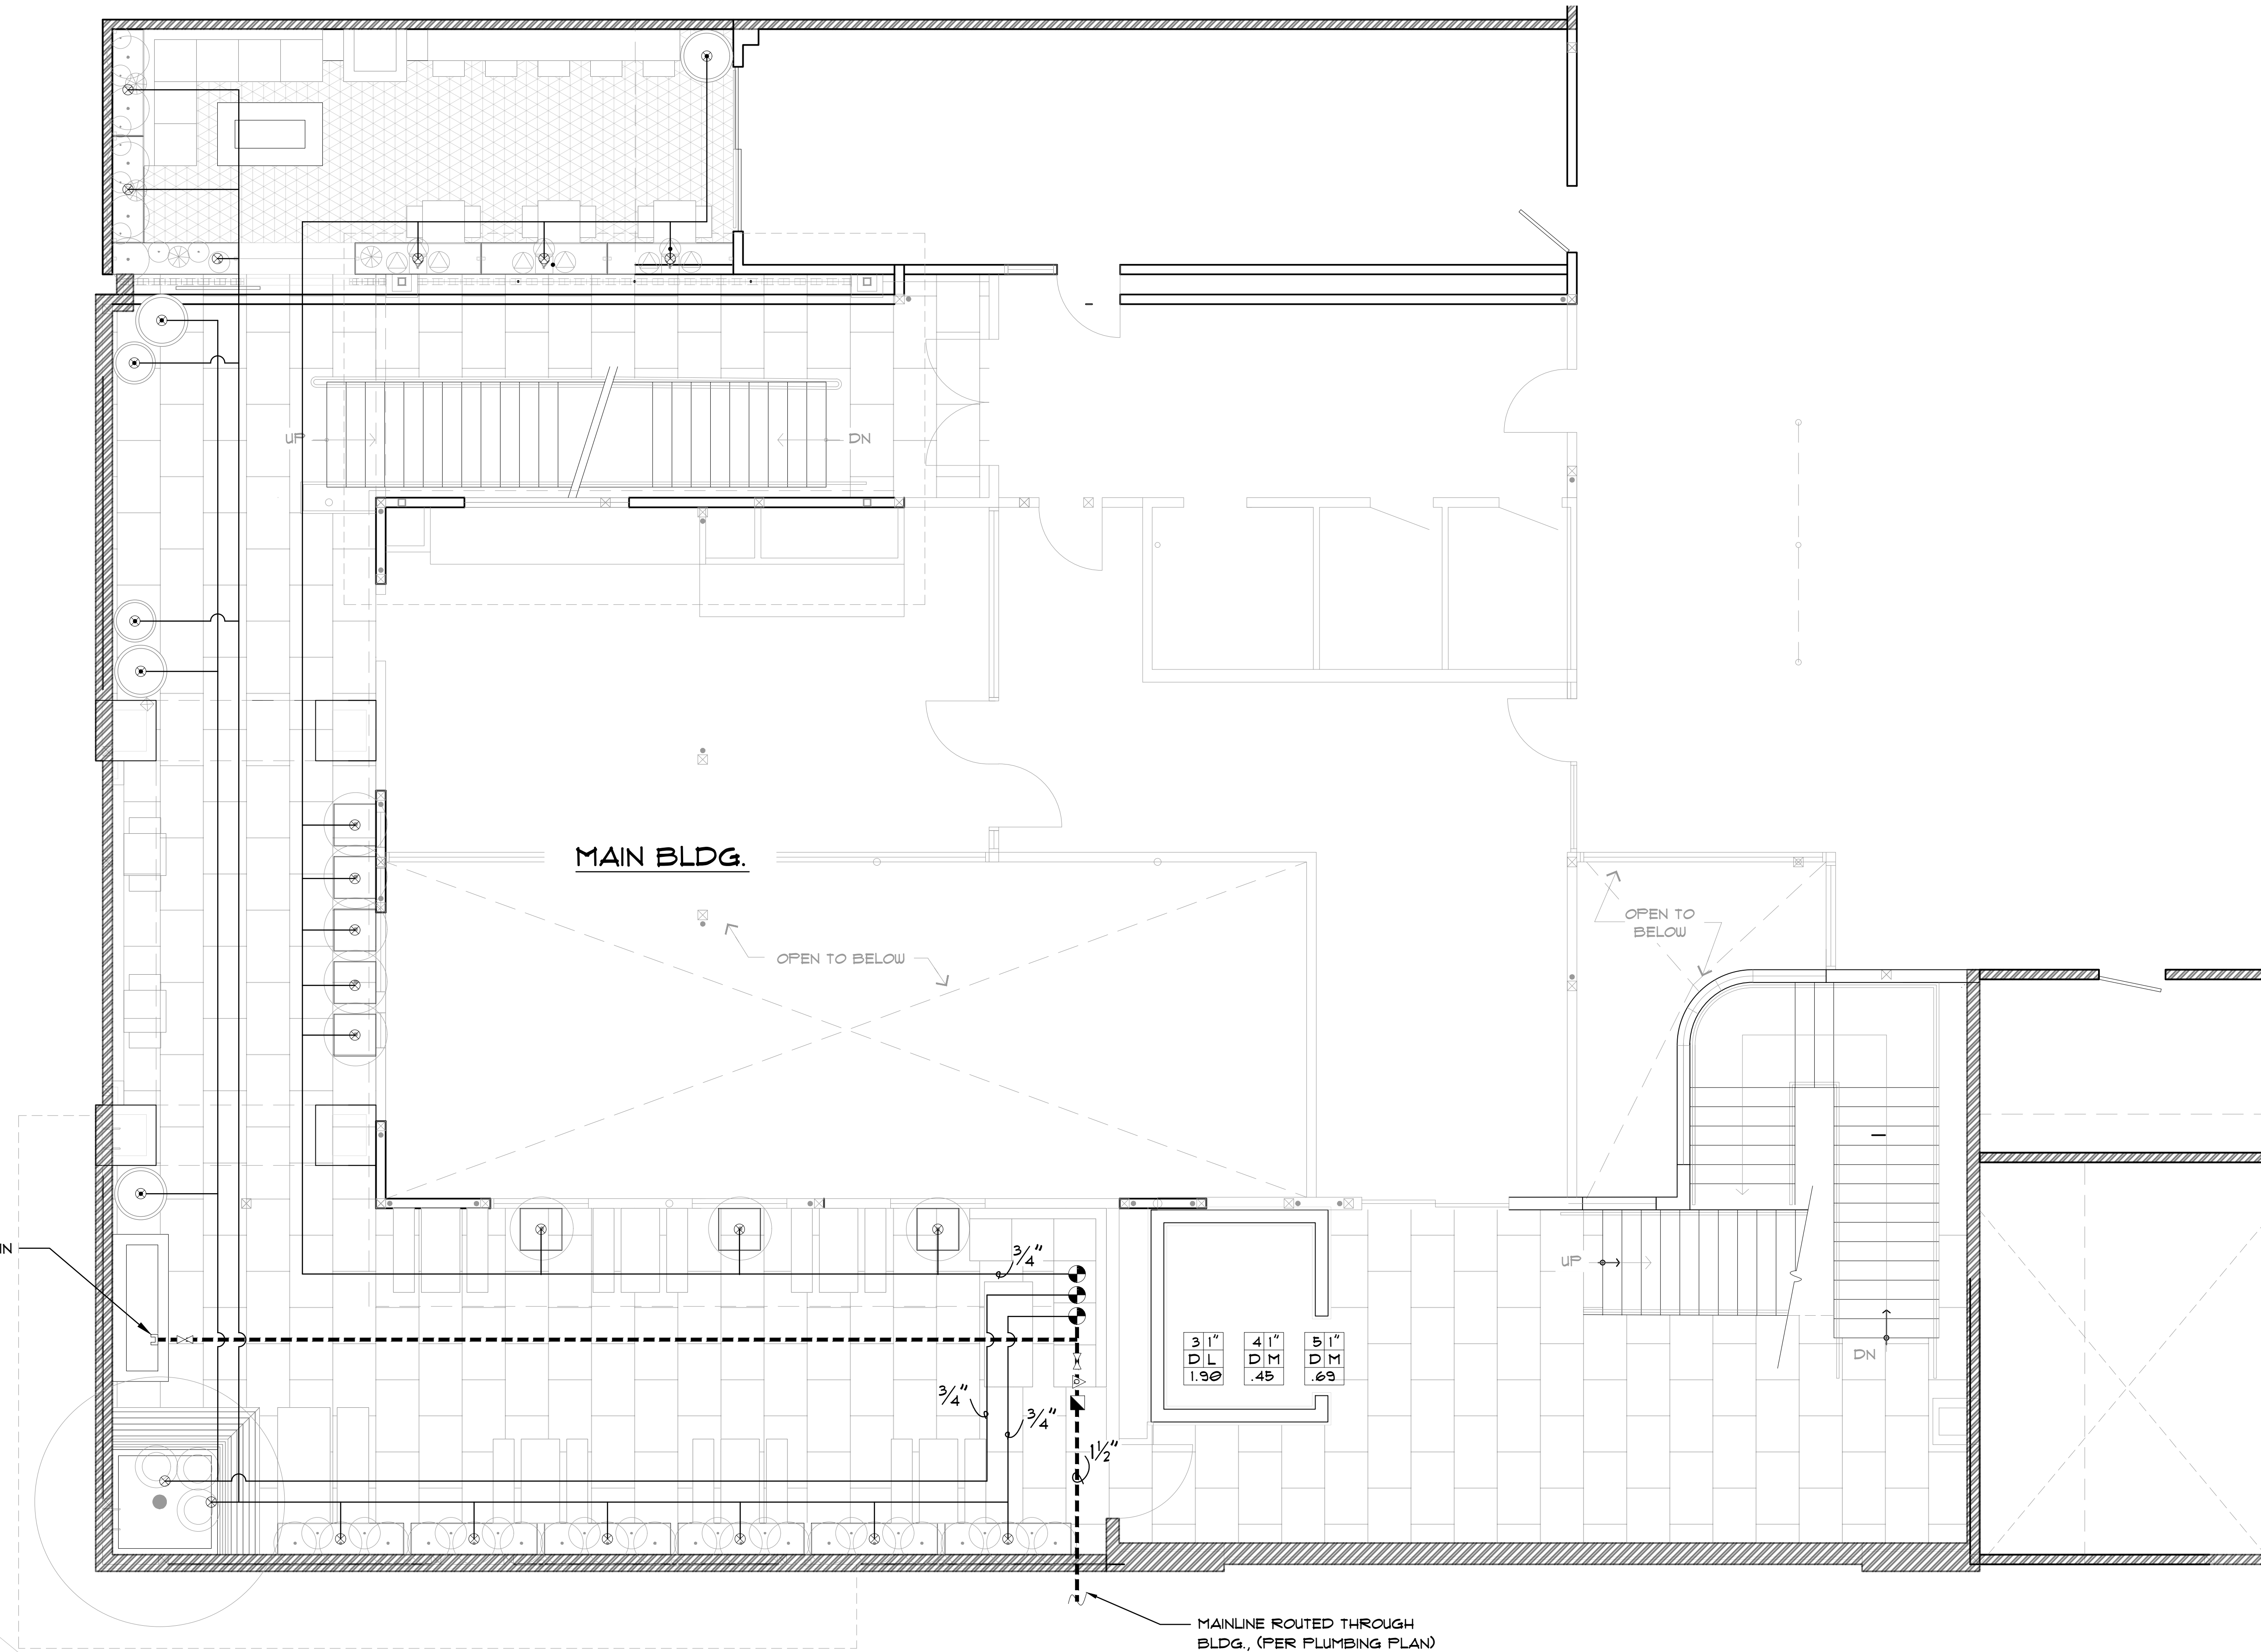 UP
DN
MAIN BLDG.
OPEN TO BELOW
OPEN TO
BELOW
UP
DN
3/4"
3/4"
3/4"
1 1/2"
3 1"
D L
1.90
4 1"
D M
.45
5 1"
D M
.69
MAINLINE ROUTED THROUGH
BLDG., (PER PLUMBING PLAN)